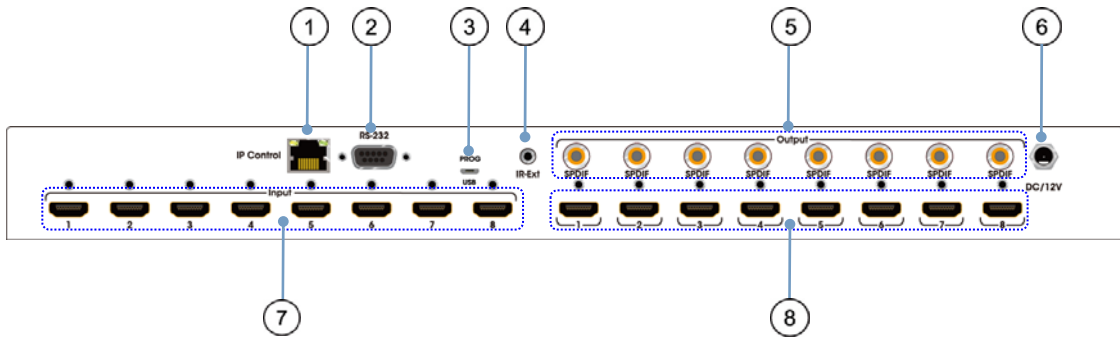 1 2 3 4 5 6
RS-232
Output
IP Control
PROG
IR-Ext
SPDIF SPDIF SPDIF SPDIF SPDIF SPDIF SPDIF SPDIF
USB
DC/12V
Input
1 2 3 4 5 6 7 8
1 2 3 4 5 6 7 8
7 8